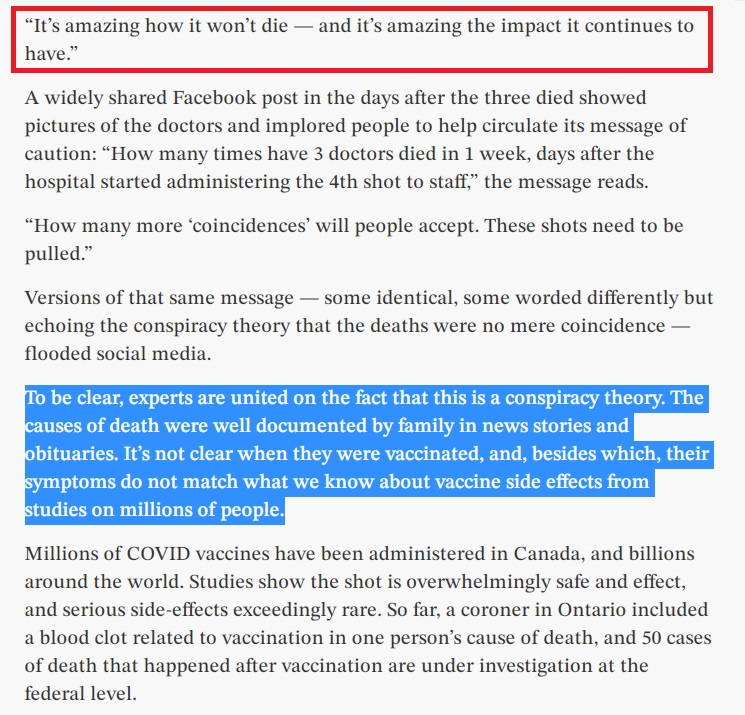 “It’s amazing how it won’t die — and it’s amazing the impact it continues to
have.”
A widely shared Facebook post in the days after the three died showed
pictures of the doctors and implored people to help circulate its message of
caution: “How many times have 3 doctors died in 1 week, days after the
hospital started administering the 4th shot to staff,” the message reads.
“How many more ‘coincidences’ will people accept. These shots need to be
pulled.”
Versions of that same message — some identical, some worded differently but
echoing the conspiracy theory that the deaths were no mere coincidence —
flooded social media.
To be clear, experts are united on the fact that this is a conspiracy theory. The
causes of death were well documented by family in news stories and
obituaries. It’s not clear when they were vaccinated, and, besides which, their
symptoms do not match what we know about vaccine side effects from
studies on millions of people.
Millions of COVID vaccines have been administered in Canada, and billions
around the world. Studies show the shot is overwhelmingly safe and effect,
and serious side-effects exceedingly rare. So far, a coroner in Ontario included
a blood clot related to vaccination in one person’s cause of death, and 50 cases
of death that happened after vaccination are under investigation at the
federal level.